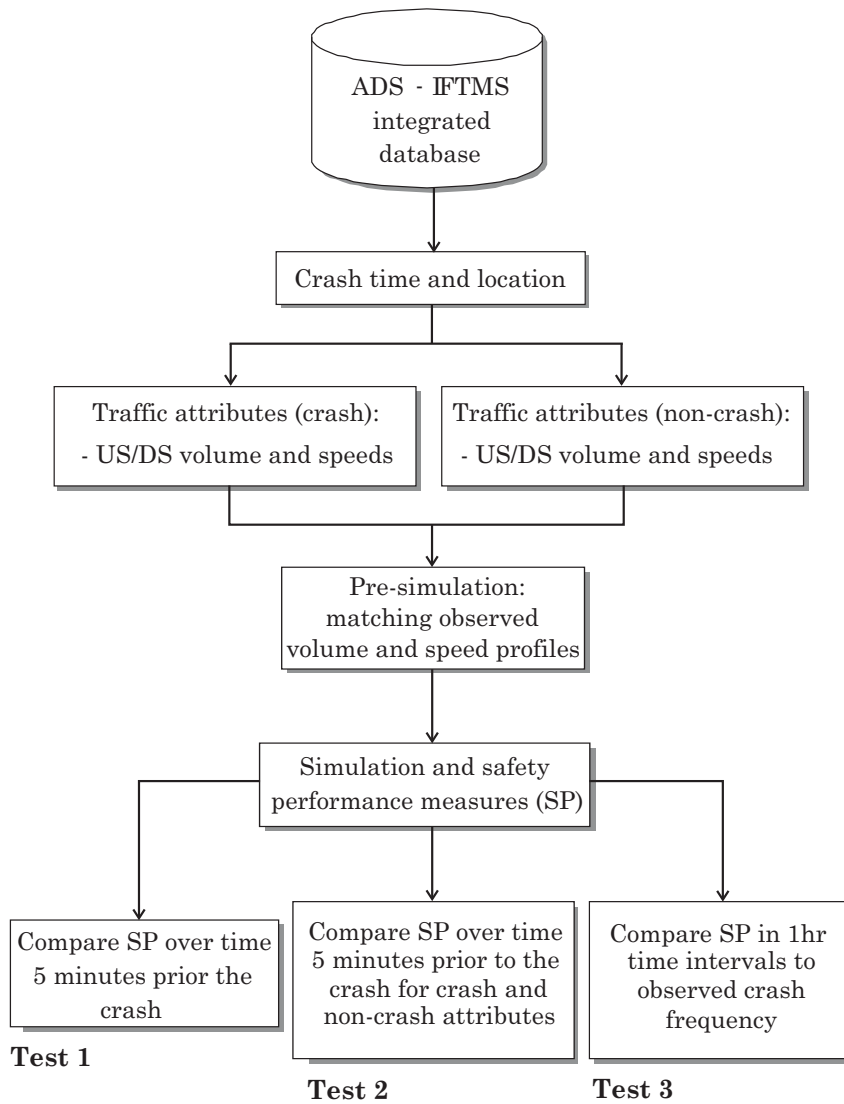 ADS - IFTMS
integrated
database
Crash time and location
Traffic attributes (crash):
- US/DS volume and speeds
Traffic attributes (non-crash):
- US/DS volume and speeds
Pre-simulation:
matching observed
volume and speed profiles
Simulation and safety
performance measures (SP)
Compare SP over time
5 minutes prior the
crash
Test 1
Compare SP over time
5 minutes prior to the
crash for crash and
non-crash attributes
Test 2
Compare SP in 1hr
time intervals to
observed crash
frequency
Test 3